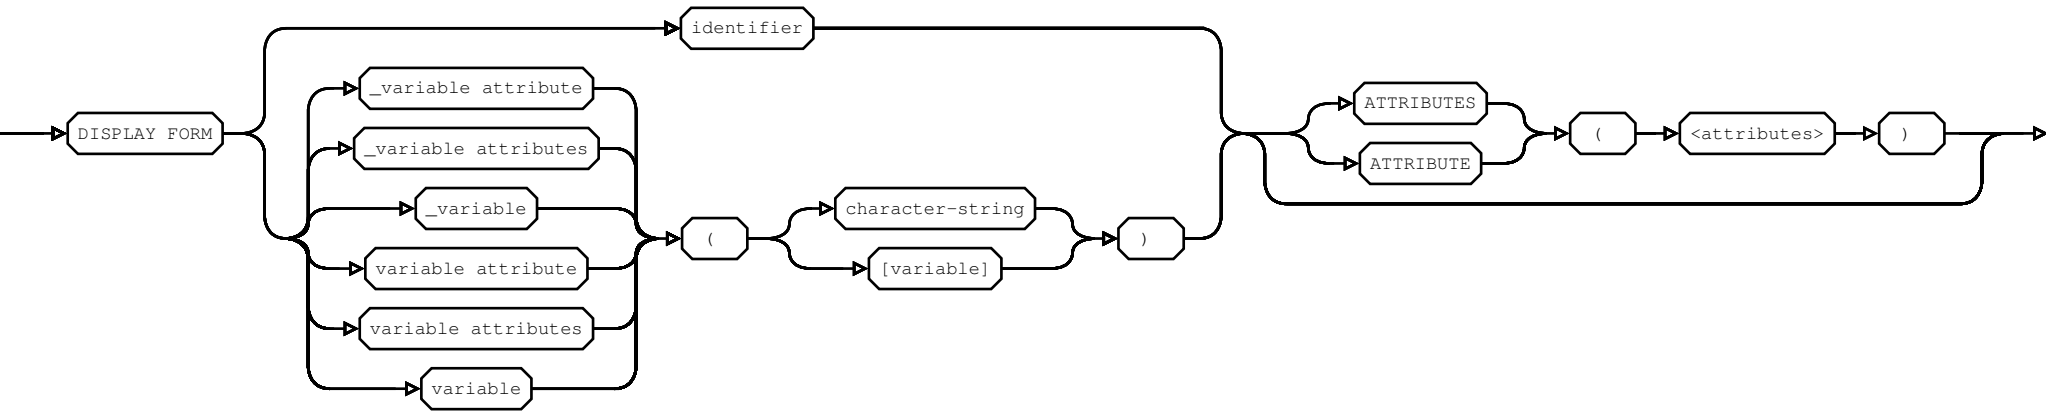 identifier
_variable attribute
ATTRIBUTES
DISPLAY FORM ( <attributes> )
_variable attributes
ATTRIBUTE
_variable
character-string
( )
variable attribute
[variable]
variable attributes
variable